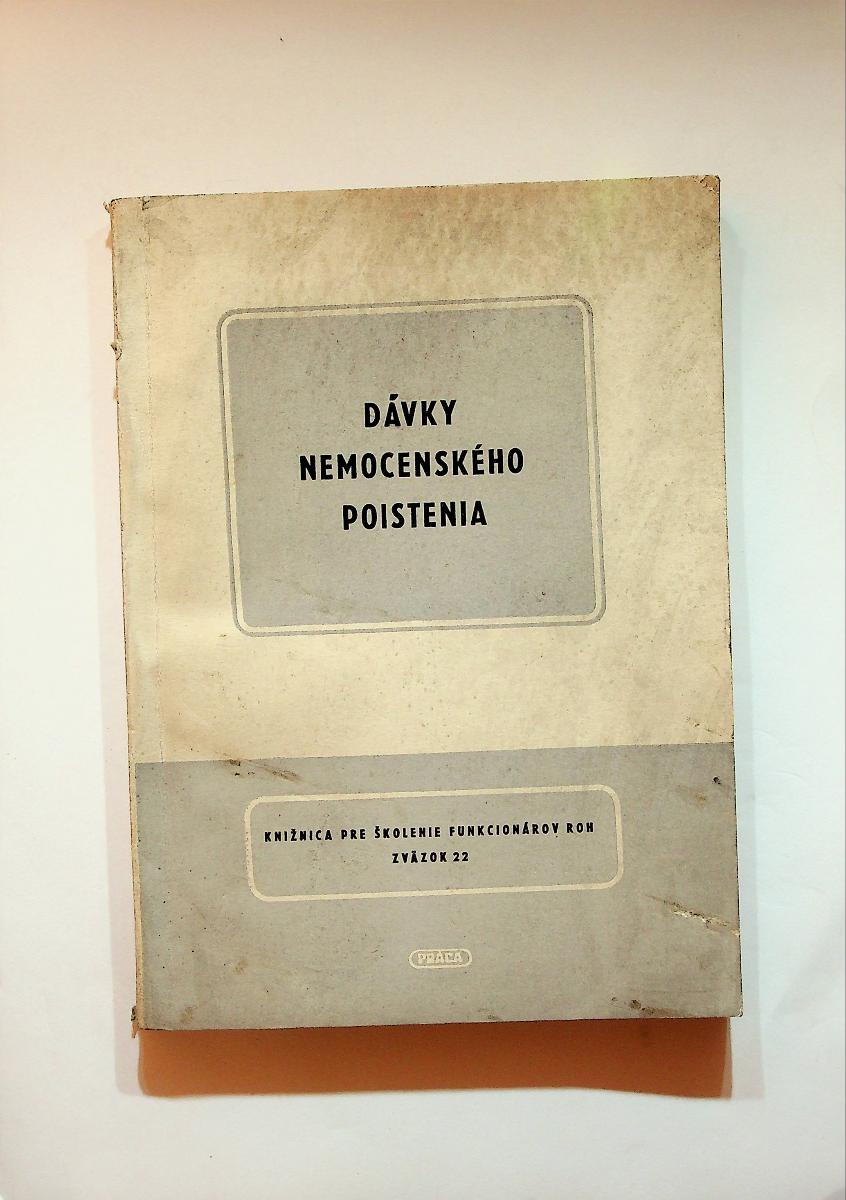 DÁVKY
NEMOCENSKÉHO
POISTENIA
KNIŽNICA PRE ŠKOLENIE FUNKCIONÁROV ROH
ZVÄZOK 22
PRÁCA